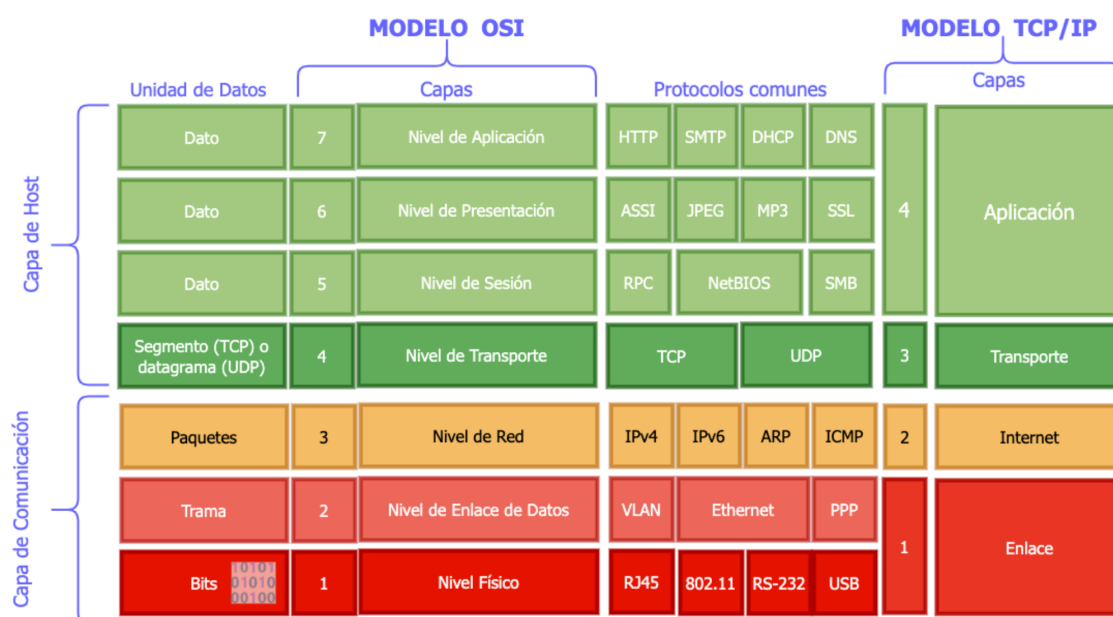 MODELO OSI
MODELO TCP/IP
Unidad de Datos
Capas
Protocolos comunes
Capas
Capa de Host
Dato
7
Nivel de Aplicación
HTTP
SMTP
DHCP
DNS
Dato
6
Nivel de Presentación
ASSI
JPEG
MP3
SSL
4
Aplicación
Dato
5
Nivel de Sesión
RPC
NetBIOS
SMB
Segmento (TCP) o
datagrama (UDP)
4
Nivel de Transporte
TCP
UDP
3
Transporte
Capa de Comunicación
Paquetes
3
Nivel de Red
IPv4
IPv6
ARP
ICMP
2
Internet
Trama
2
Nivel de Enlace de Datos
VLAN
Ethernet
PPP
1
Enlace
Bits
10101
01010
00100
1
Nivel Físico
RJ45
802.11
RS-232
USB